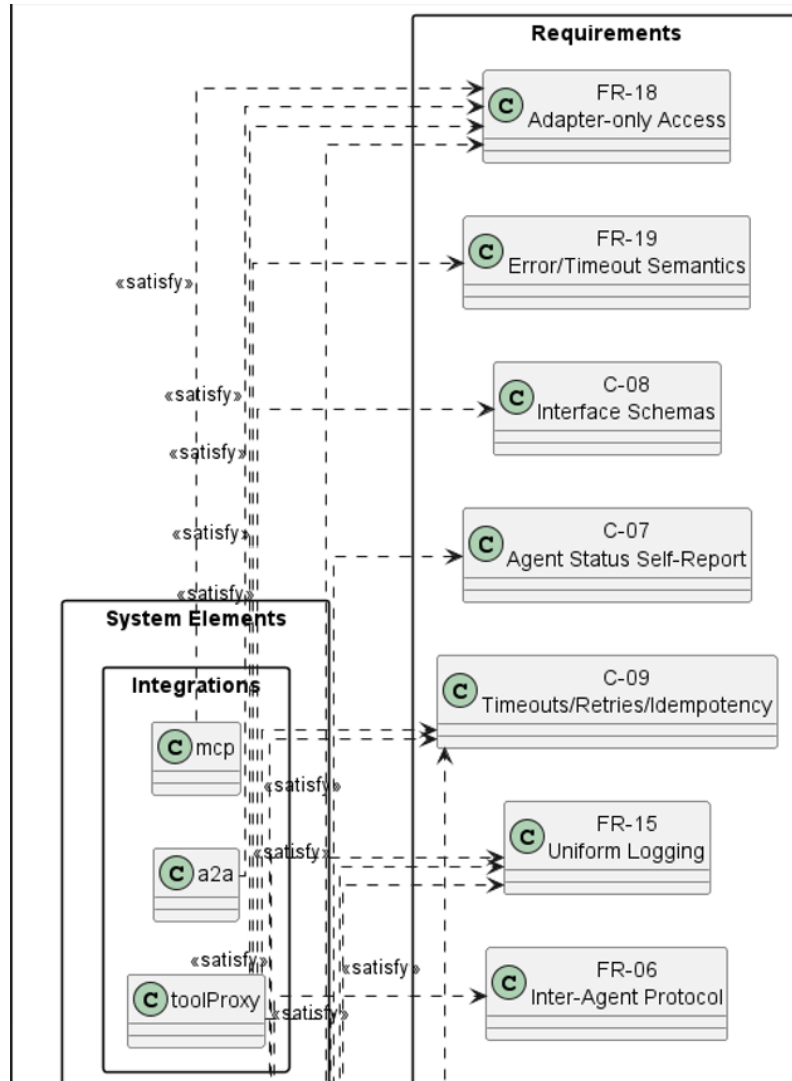 Requirements
C
FR-18
Adapter-only Access
C
FR-19
Error/Timeout Semantics
«satisfy»
«satisfy»
C
C-08
Interface Schemas
«satisfy»
«satisfy»
C
C-07
Agent Status Self-Report
«satisfy»
System Elements
Integrations
C
C-09
Timeouts/Retries/Idempotency
C mcp
«satisfy»
C
FR-15
Uniform Logging
«satisfy»
C a2a
«satisfy»
«satisfy»
C
FR-06
Inter-Agent Protocol
C toolProxy
«satisfy»